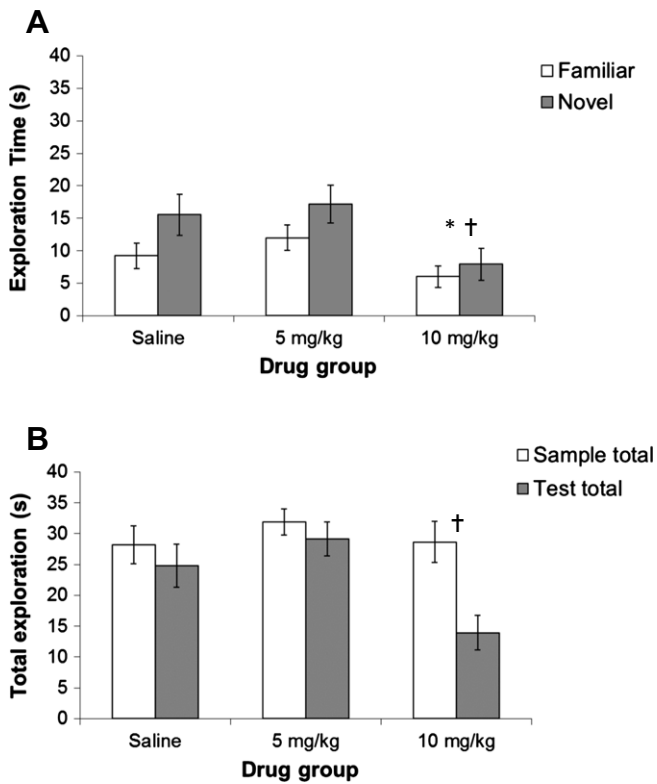 A
40
35
30
25
20
15
10
5
0
Exploration Time (s)
Familiar
Novel
* †
Saline 5 mg/kg 10 mg/kg
Drug group
B
40
35
30
25
20
15
10
5
0
Total exploration (s)
Sample total
Test total
†
Saline 5 mg/kg 10 mg/kg
Drug group